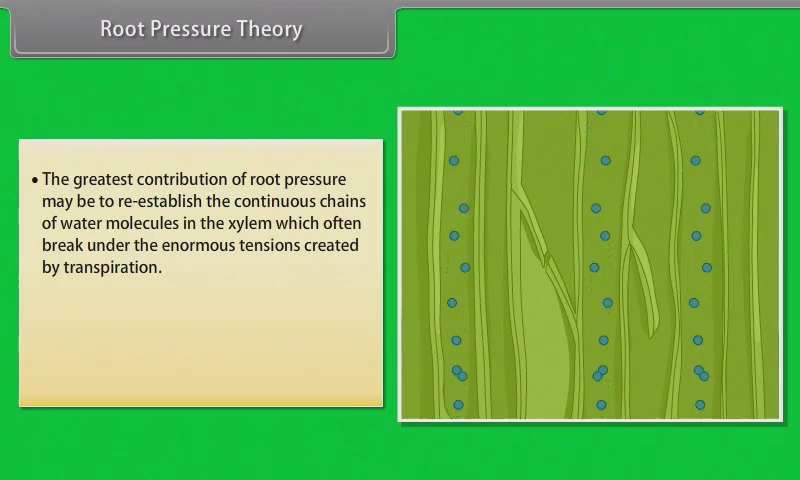 Root Pressure Theory
• The greatest contribution of root pressure
may be to re-establish the continuous chains
of water molecules in the xylem which often
break under the enormous tensions created
by transpiration.